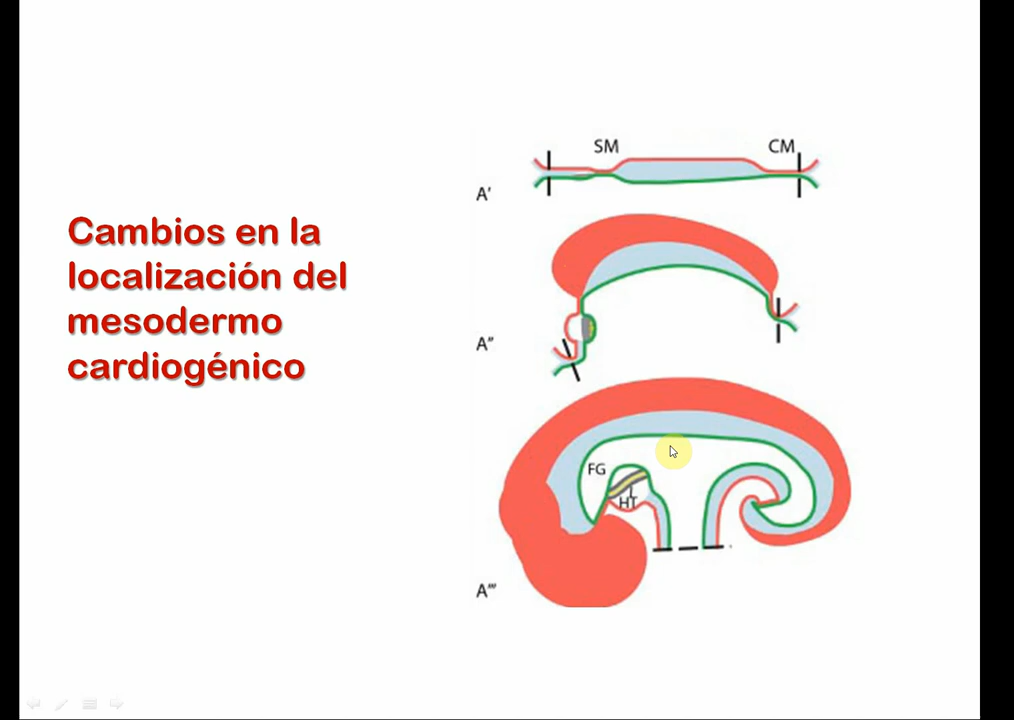 Cambios en la
localización del
mesodermo
cardiogénico
SM
CM
A'
A"
FG
HT
A'''